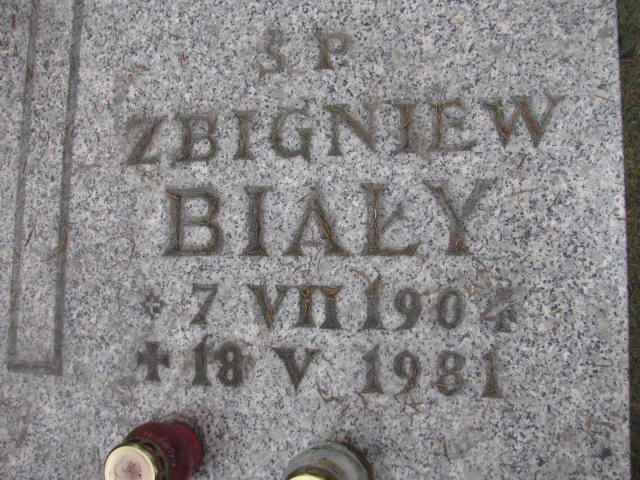 Ś P
ZBIGNIEW
BIAŁY
* 7 VII 1904
✝ 18 V 1981